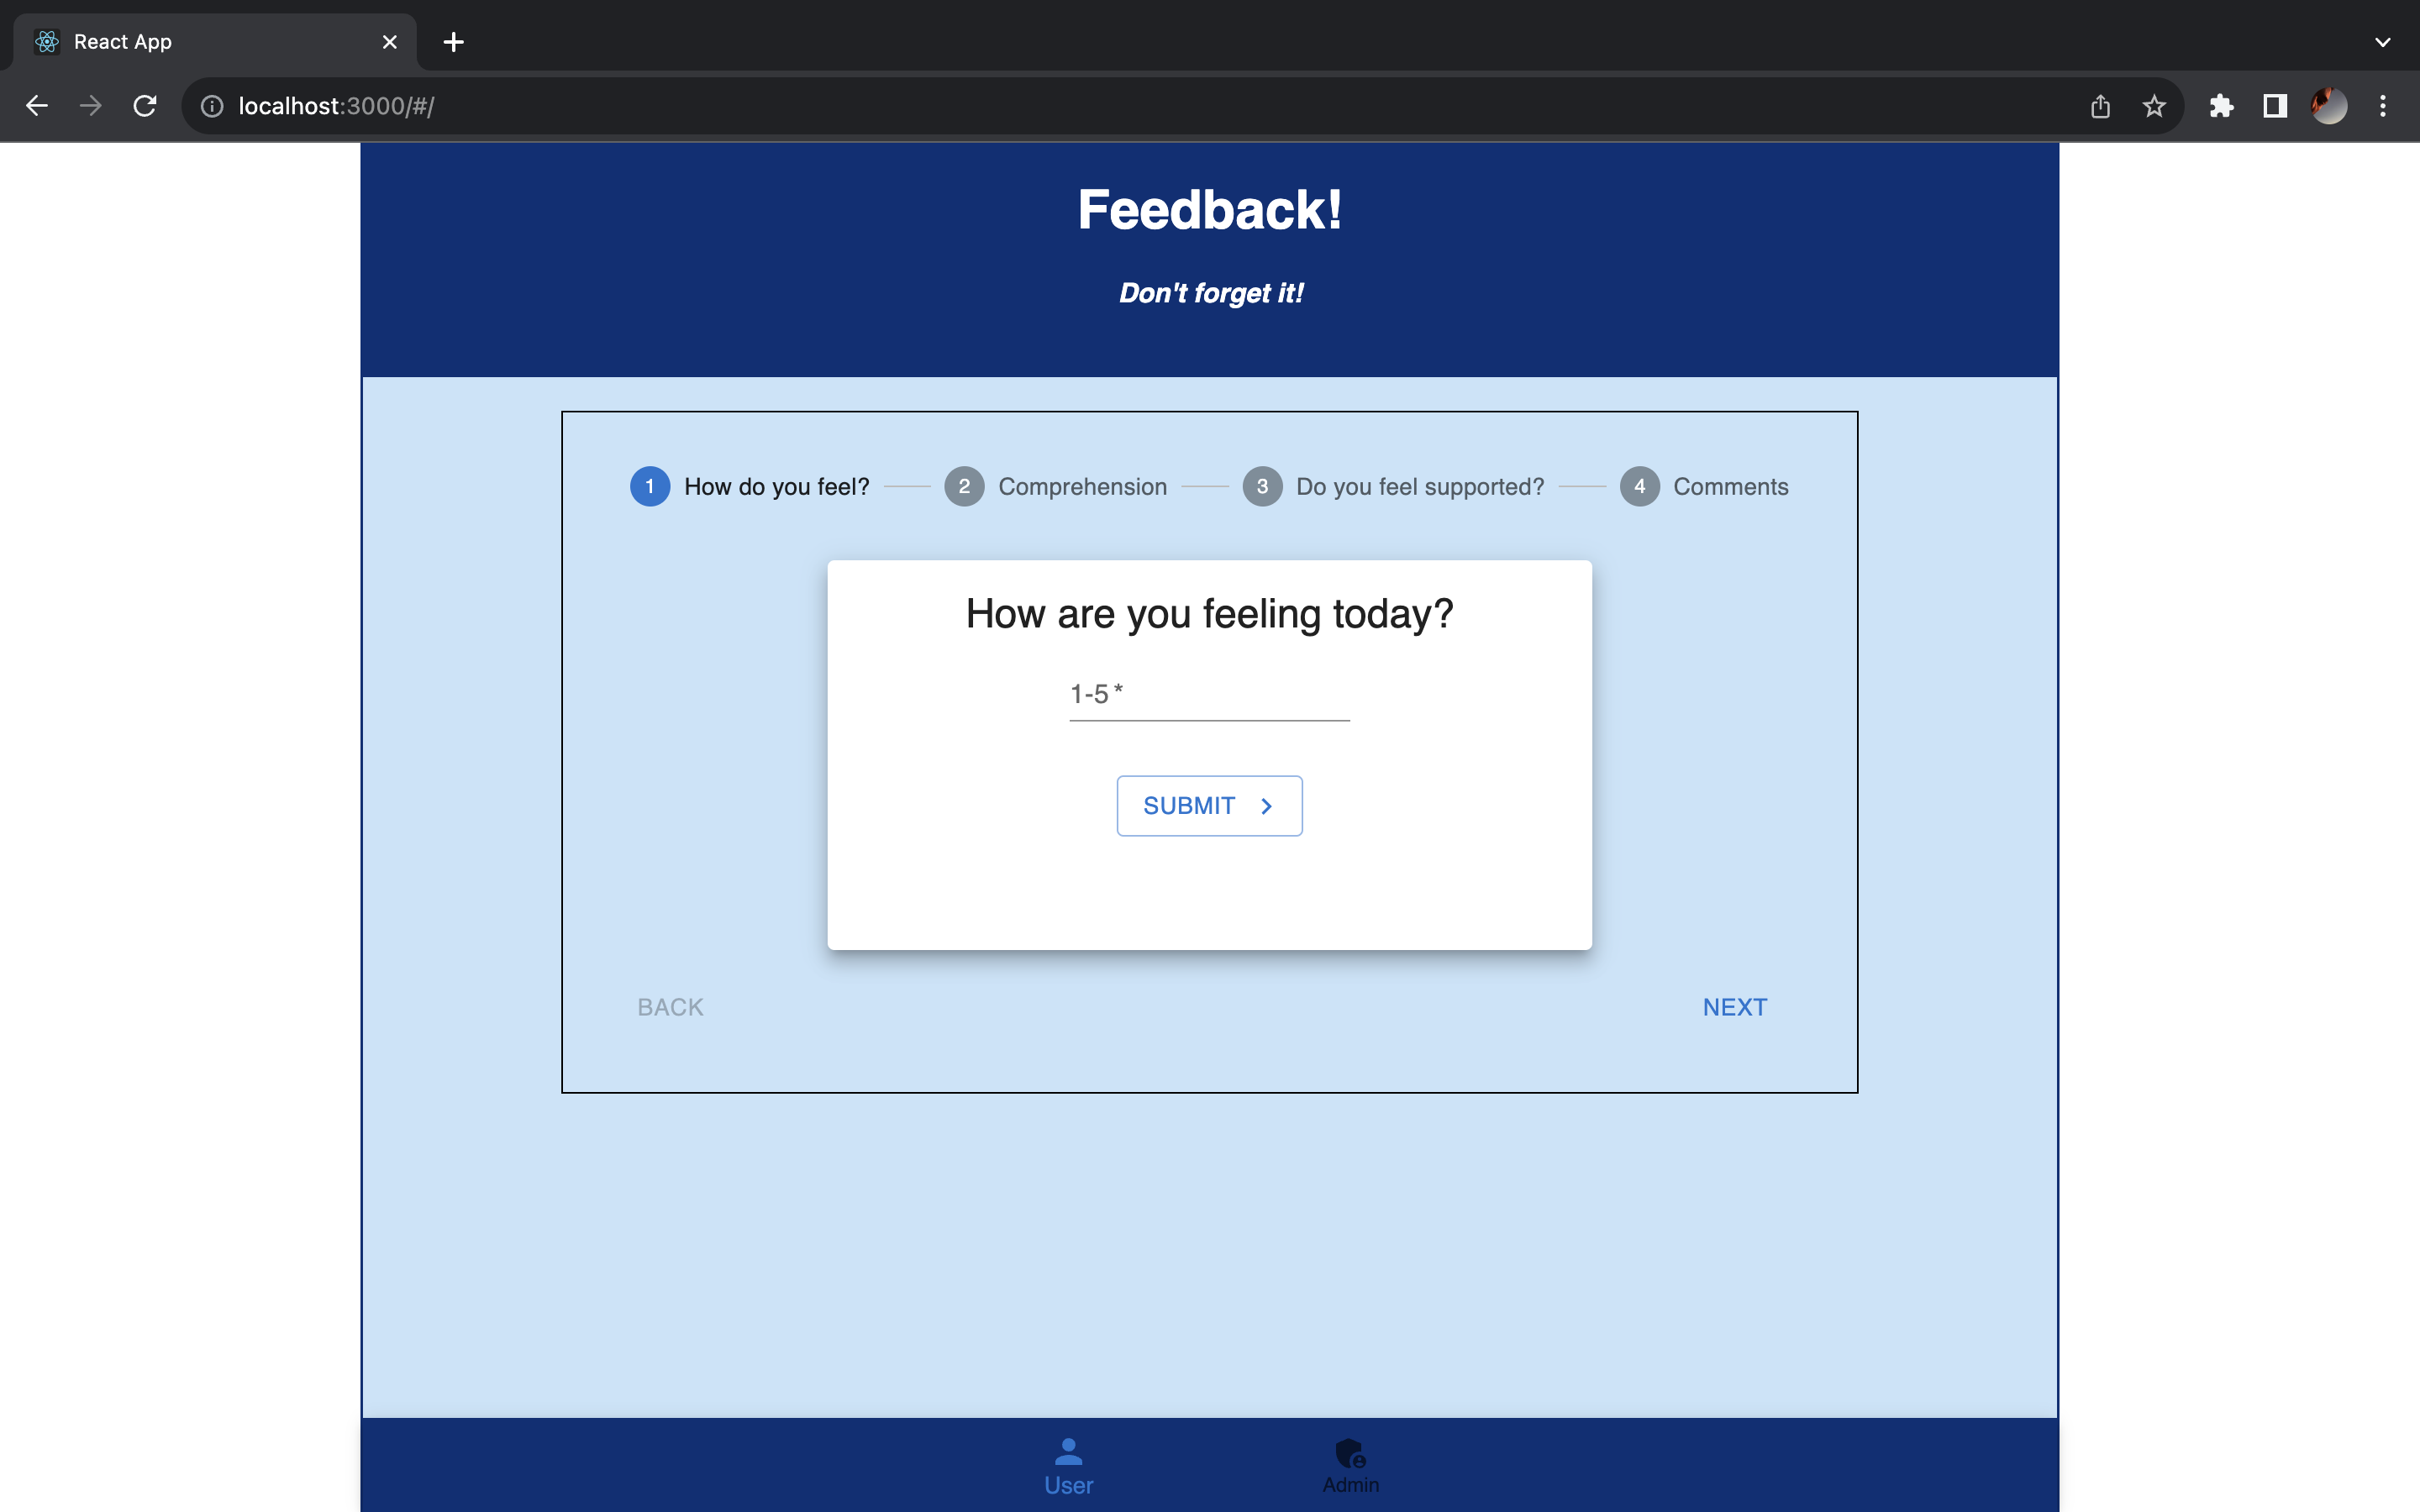 React App
localhost:3000/#/
Feedback!
Don't forget it!
1 How do you feel? 2 Comprehension 3 Do you feel supported? 4 Comments
How are you feeling today?
1-5 *
SUBMIT
BACK NEXT
User Admin